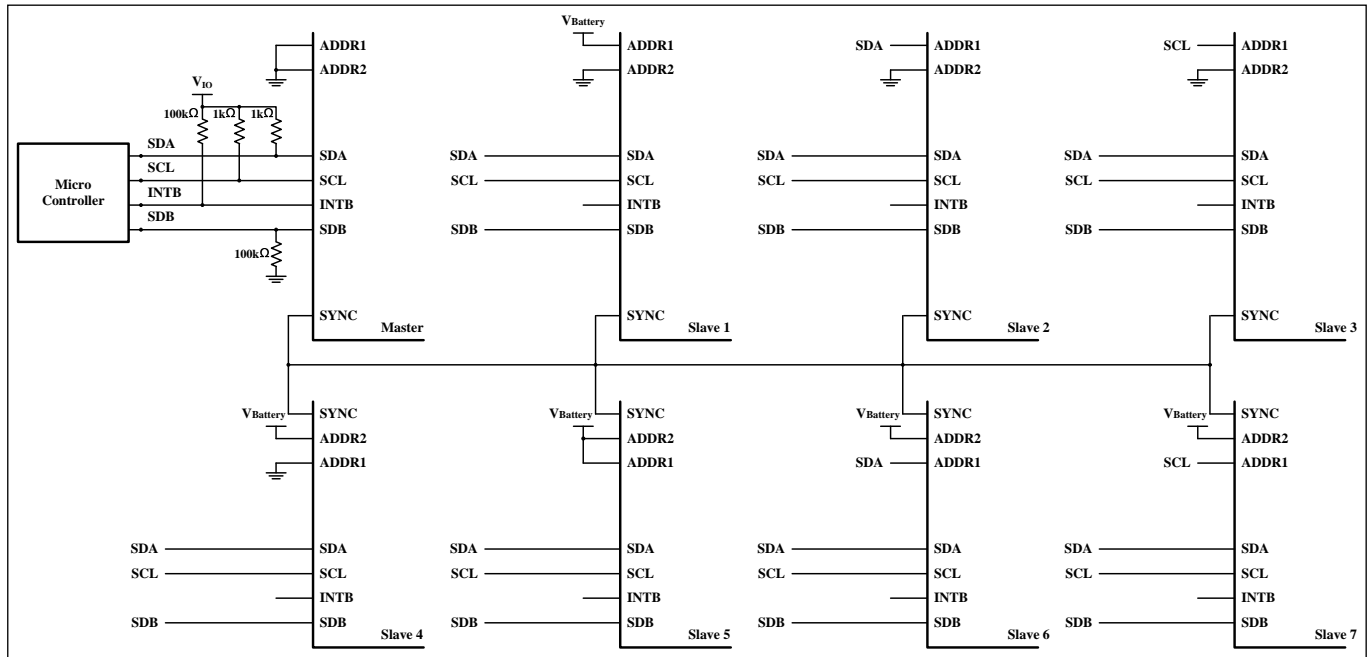 VBattery
ADDR1
ADDR2
ADDR1
ADDR2
SDA
ADDR1
ADDR2
SCL
ADDR1
ADDR2
VIO
100kΩ
1kΩ
1kΩ
Micro
Controller
SDA
SCL
INTB
SDB
100kΩ
SDA
SCL
INTB
SDB
SYNC
Master
SDA
SCL
SDB
SDA
SCL
INTB
SDB
SYNC
Slave 1
SDA
SCL
SDB
SDA
SCL
INTB
SDB
SYNC
Slave 2
SDA
SCL
SDB
SDA
SCL
INTB
SDB
SYNC
Slave 3
VBattery
SYNC
ADDR2
ADDR1
SDA
SCL
SDB
SDA
SCL
INTB
SDB
Slave 4
VBattery
SYNC
ADDR2
ADDR1
SDA
SCL
SDB
SDA
SCL
INTB
SDB
Slave 5
VBattery
SYNC
ADDR2
SDA
ADDR1
SDA
SCL
SDB
SDA
SCL
INTB
SDB
Slave 6
VBattery
SYNC
ADDR2
SCL
ADDR1
SDA
SCL
SDB
SDA
SCL
INTB
SDB
Slave 7